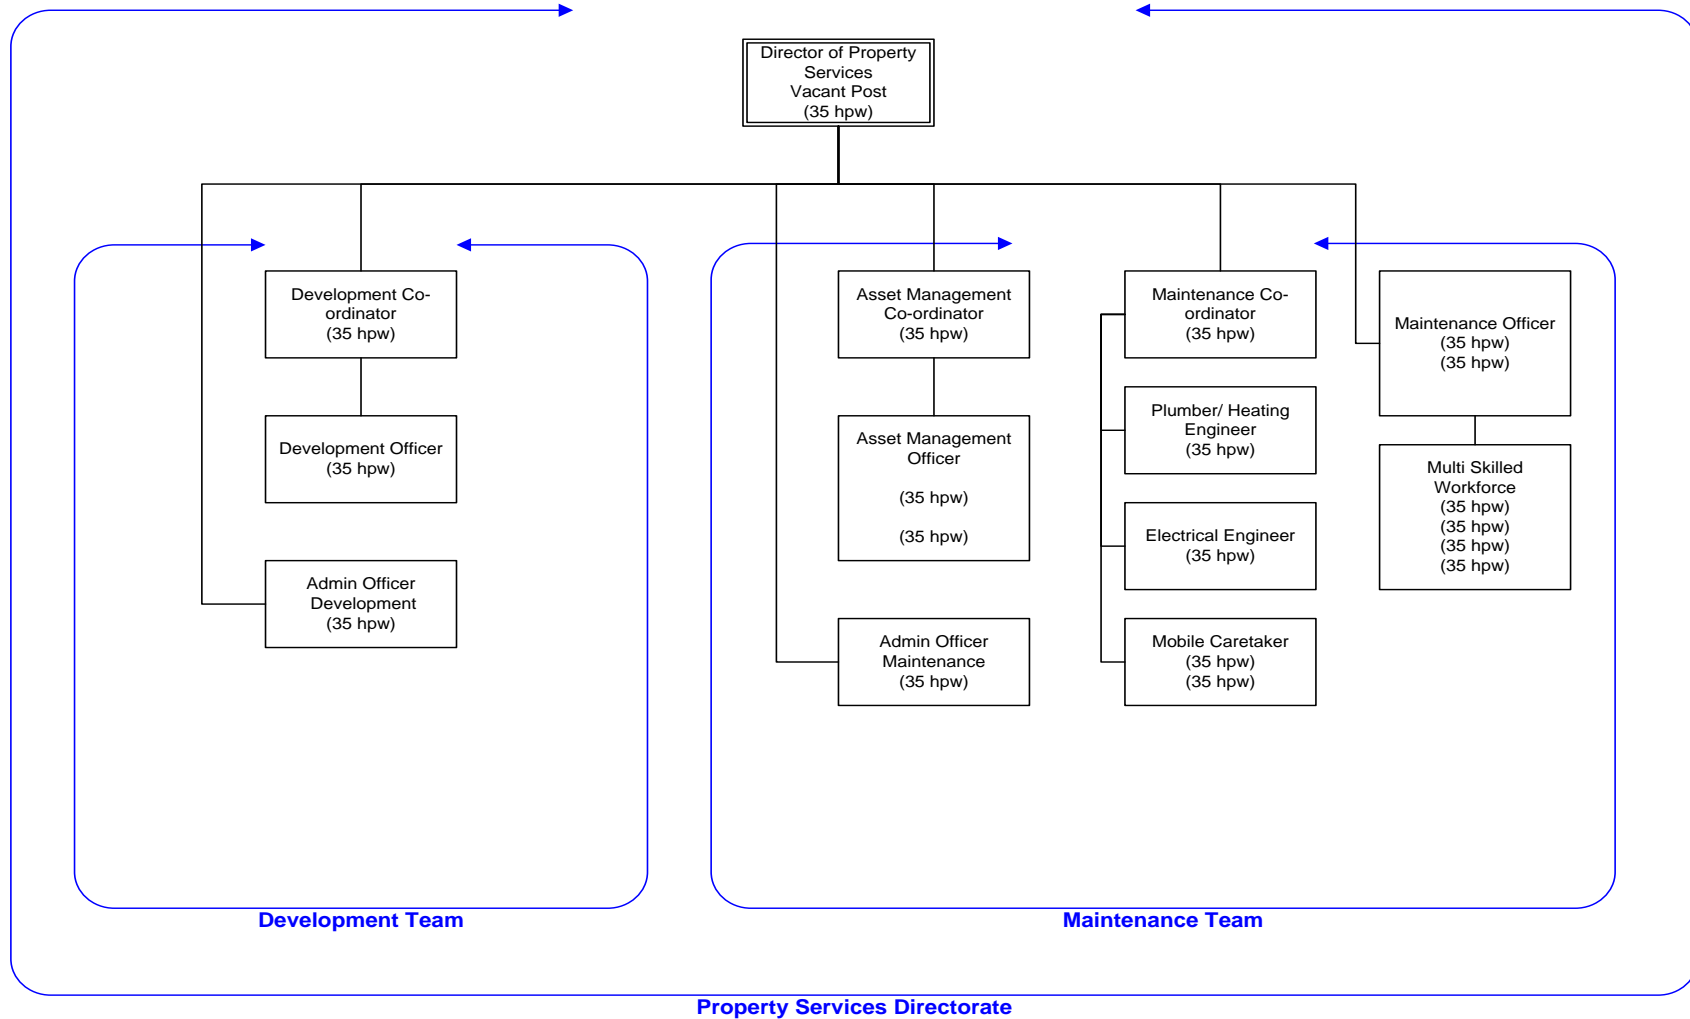 Director of Property
Services
Vacant Post
(35 hpw)
Development Co-
ordinator
(35 hpw)
Development Officer
(35 hpw)
Admin Officer
Development
(35 hpw)
Asset Management
Co-ordinator
(35 hpw)
Asset Management
Officer
(35 hpw)
(35 hpw)
Admin Officer
Maintenance
(35 hpw)
Maintenance Co-
ordinator
(35 hpw)
Plumber/ Heating
Engineer
(35 hpw)
Electrical Engineer
(35 hpw)
Mobile Caretaker
(35 hpw)
(35 hpw)
Maintenance Officer
(35 hpw)
(35 hpw)
Multi Skilled
Workforce
(35 hpw)
(35 hpw)
(35 hpw)
(35 hpw)
Development Team
Maintenance Team
Property Services Directorate